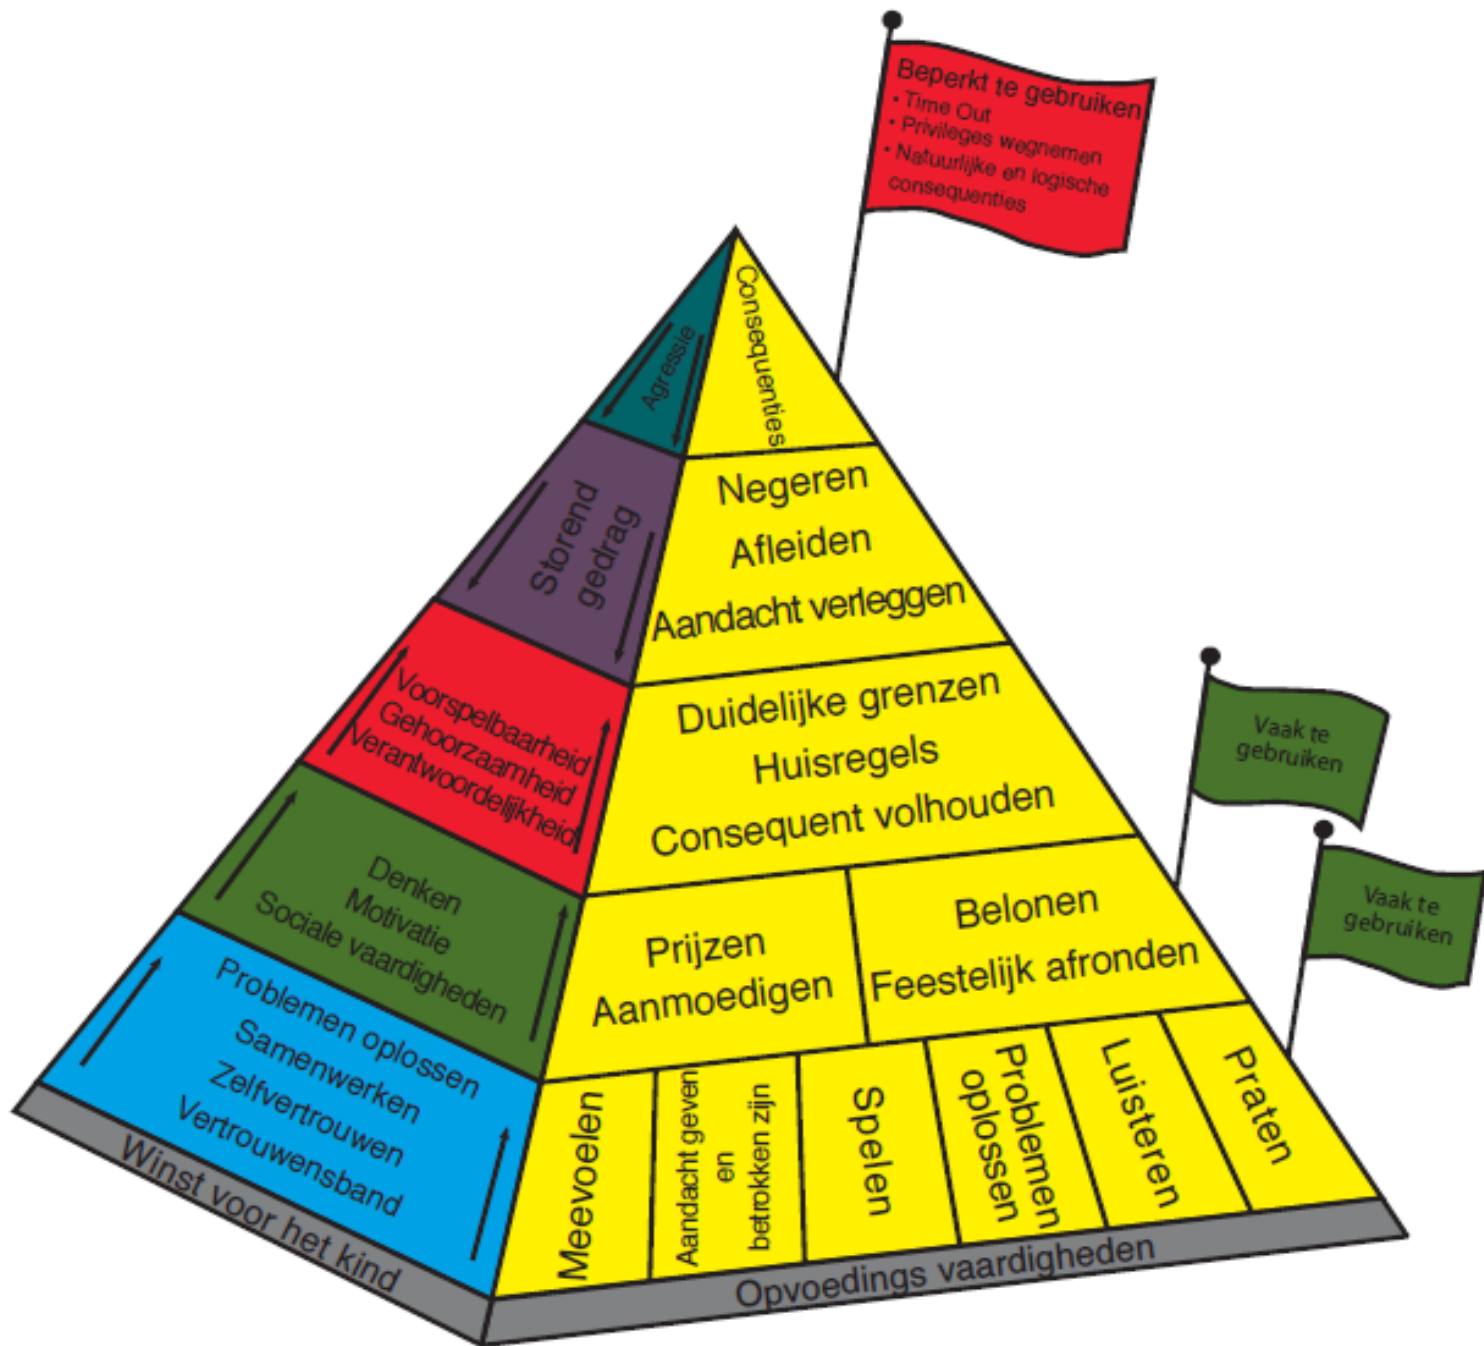 Beperkt te gebruiken
• Time Out
• Privileges wegnemen
• Natuurlijke en logische
consequenties
Agressie
Consequenties
Storend
gedrag
Negeren
Afleiden
Aandacht verleggen
Voorspelbaarheid
Gehoorzaamheid
Verantwoordelijkheid
Duidelijke grenzen
Huisregels
Consequent volhouden
Vaak te
gebruiken
Denken
Motivatie
Sociale vaardigheden
Prijzen
Aanmoedigen
Belonen
Feestelijk afronden
Vaak te
gebruiken
Problemen oplossen
Samenwerken
Zelfvertrouwen
Vertrouwensband
Meevoelen
Aandacht geven
en
betrokken zijn
Spelen
Problemen
oplossen
Luisteren
Praten
Winst voor het kind
Opvoedings vaardigheden